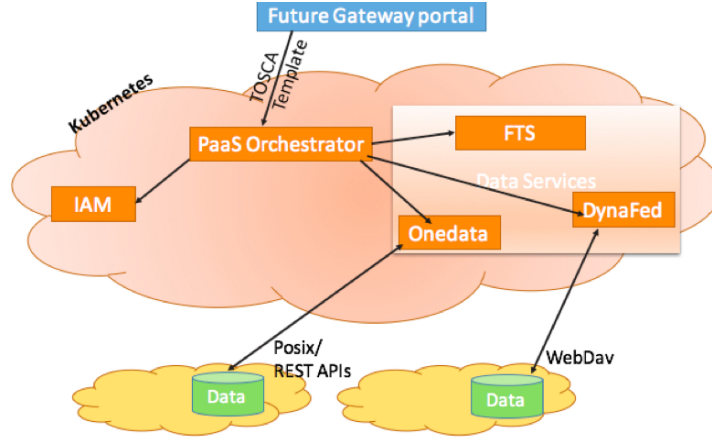 Future Gateway portal
TOSCA
Template
Kubernetes
PaaS Orchestrator
FTS
Data Services
IAM
DynaFed
Onedata
Posix/
REST APIs
WebDav
Data
Data